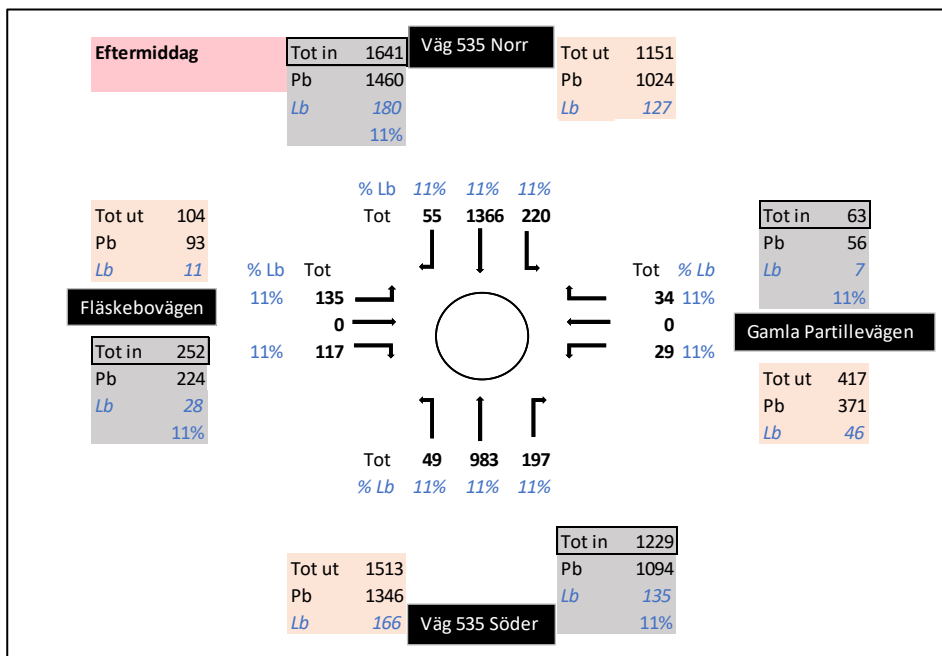 Eftermiddag
Tot in 1641
Pb 1460
Lb 180
11%
Väg 535 Norr
Tot ut 1151
Pb 1024
Lb 127
% Lb 11% 11% 11%
Tot 55 1366 220
Tot ut 104
Pb 93
Lb 11
Fläskebovägen
Tot in 252
Pb 224
Lb 28
11%
% Lb Tot
11% 135
0
11% 117
Tot % Lb
34 11%
0
29 11%
Tot in 63
Pb 56
Lb 7
11%
Gamla Partillevägen
Tot ut 417
Pb 371
Lb 46
Tot 49 983 197
% Lb 11% 11% 11%
Tot ut 1513
Pb 1346
Lb 166
Väg 535 Söder
Tot in 1229
Pb 1094
Lb 135
11%